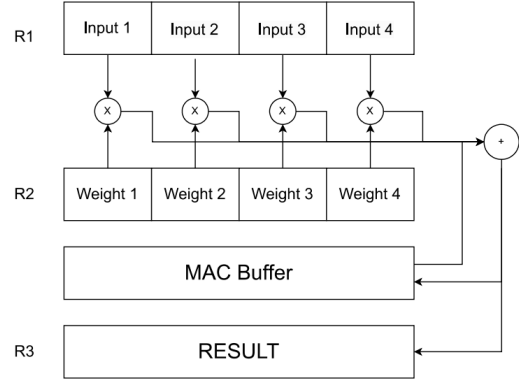 R1 Input 1 Input 2 Input 3 Input 4
X X X X
+
R2 Weight 1 Weight 2 Weight 3 Weight 4
MAC Buffer
R3 RESULT